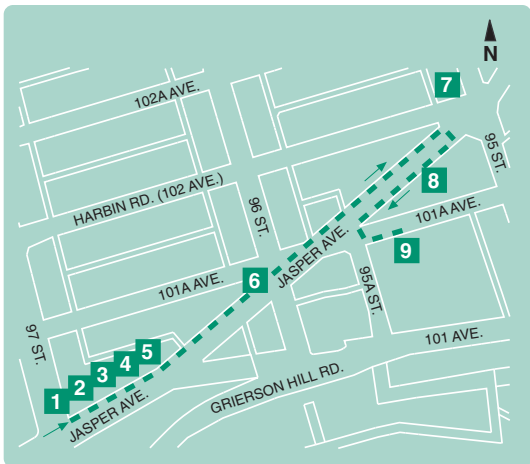 N
7
102A AVE.
95 ST.
8
HARBIN RD. (102 AVE.)
96 ST.
101A AVE.
9
JASPER AVE.
6
101A AVE.
95A ST.
97 ST.
101 AVE.
5
4
3
2
1
GRIERSON HILL RD.
JASPER AVE.